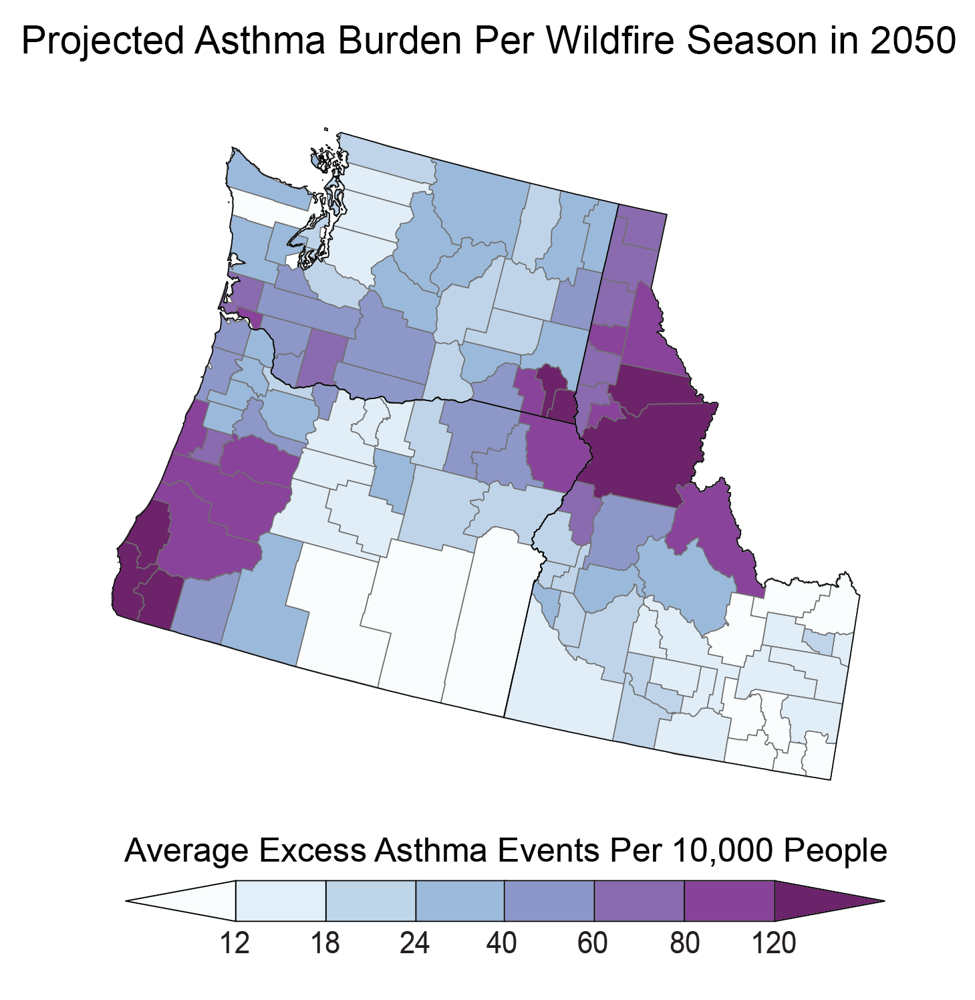 Projected Asthma Burden Per Wildfire Season in 2050
Average Excess Asthma Events Per 10,000 People
12 18 24 40 60 80 120